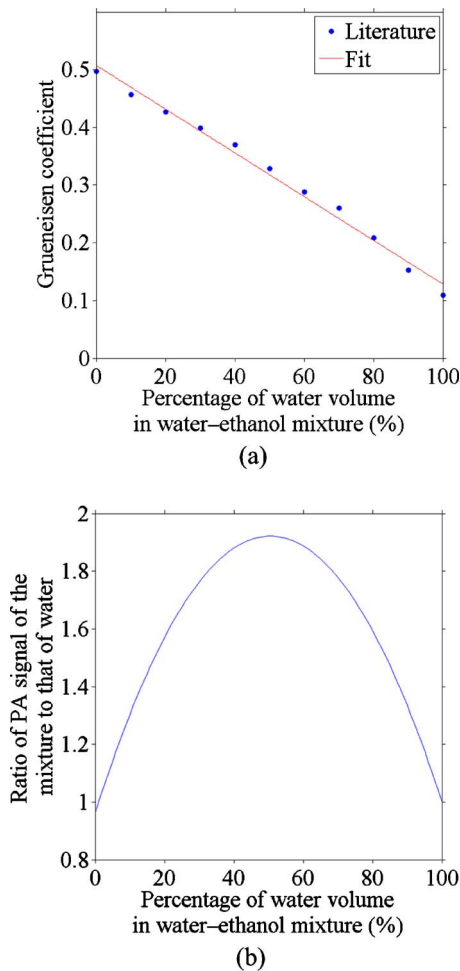 Literature
Fit
0.5
0.4
0.3
0.2
0.1
0
Grueneisen coefficient
0 20 40 60 80 100
Percentage of water volume
in water–ethanol mixture (%)
(a)
2
1.8
1.6
1.4
1.2
1
0.8
Ratio of PA signal of the
mixture to that of water
0 20 40 60 80 100
Percentage of water volume
in water–ethanol mixture (%)
(b)